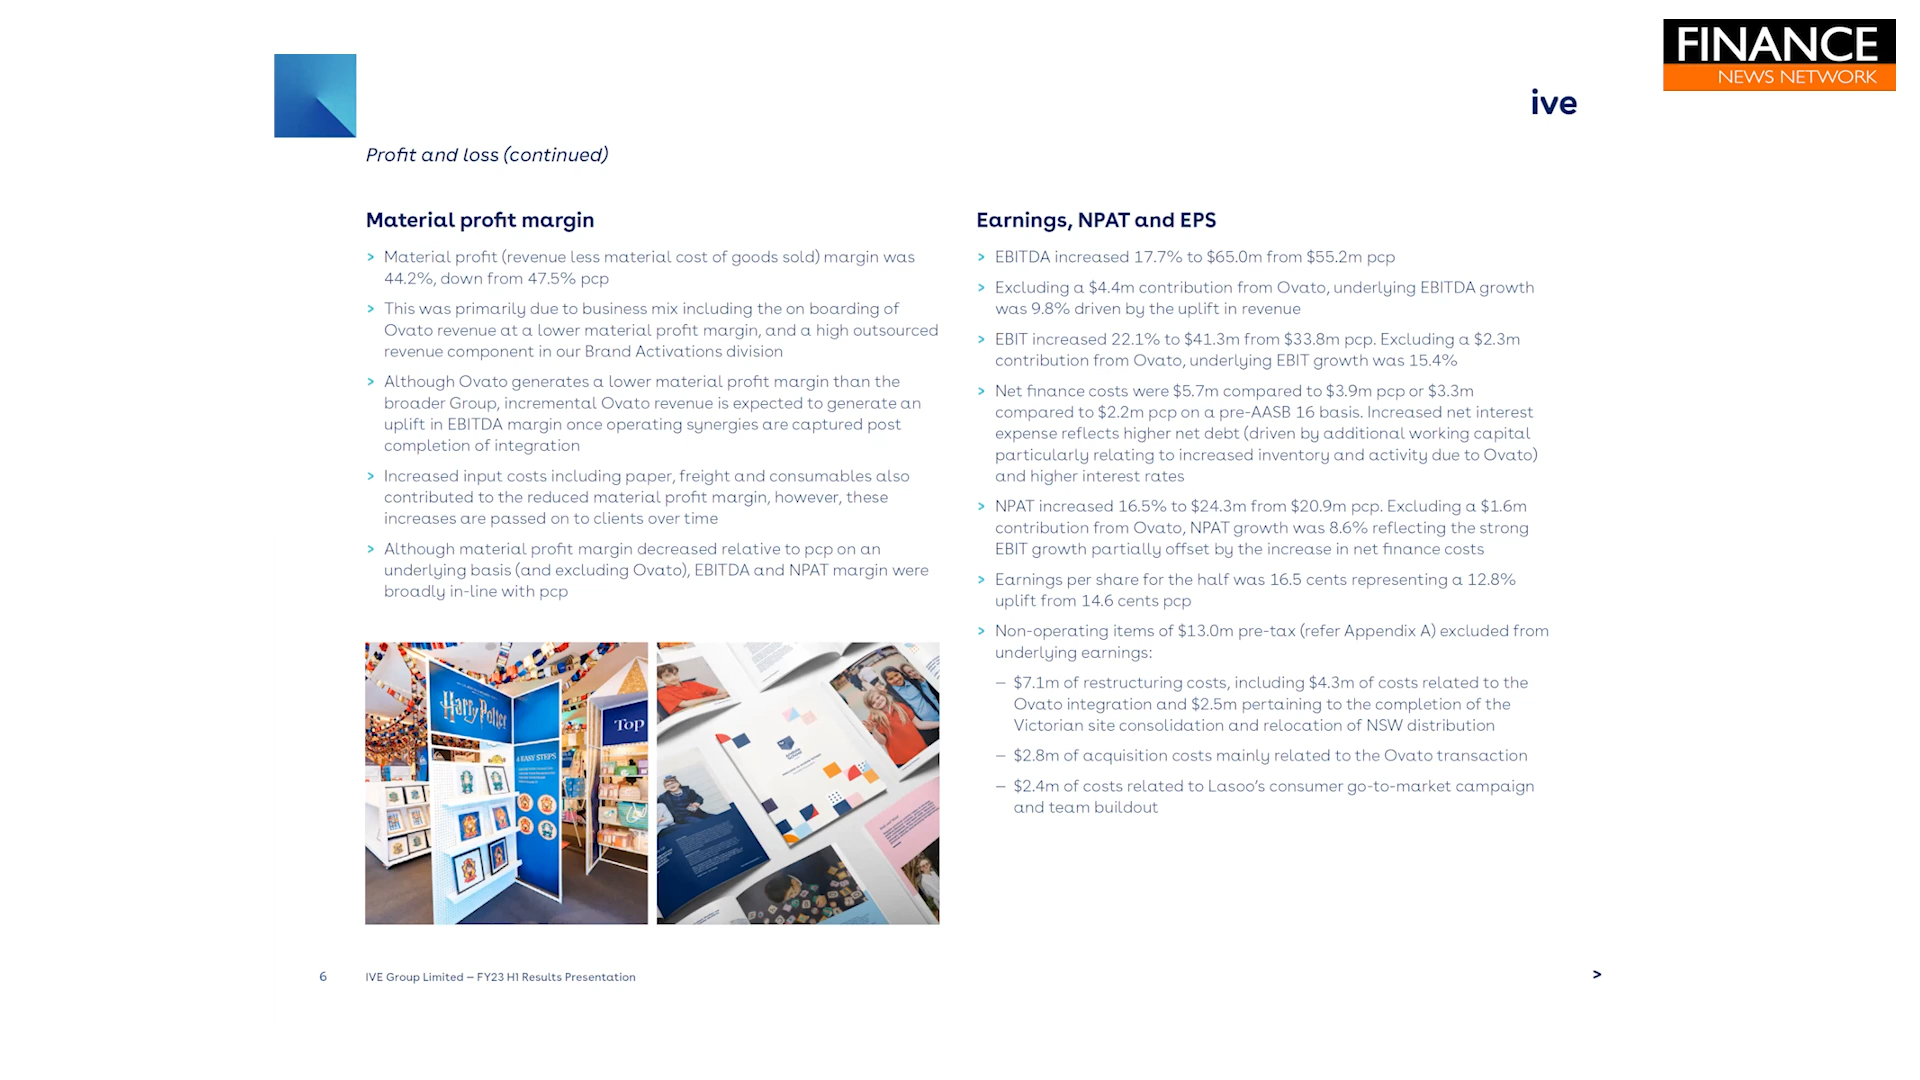 FINANCE
NEWS NETWORK
ive
Profit and loss (continued)
Material profit margin
> Material profit (revenue less material cost of goods sold) margin was
44.2%, down from 47.5% pcp
> This was primarily due to business mix including the on boarding of
Ovato revenue at a lower material profit margin, and a high outsourced
revenue component in our Brand Activations division
> Although Ovato generates a lower material profit margin than the
broader Group, incremental Ovato revenue is expected to generate an
uplift in EBITDA margin once operating synergies are captured post
completion of integration
> Increased input costs including paper, freight and consumables also
contributed to the reduced material profit margin, however, these
increases are passed on to clients over time
> Although material profit margin decreased relative to pcp on an
underlying basis (and excluding Ovato), EBITDA and NPAT margin were
broadly in-line with pcp
Harry Potter
Top
4 EASY STEPS
Earnings, NPAT and EPS
> EBITDA increased 17.7% to $65.0m from $55.2m pcp
> Excluding a $4.4m contribution from Ovato, underlying EBITDA growth
was 9.8% driven by the uplift in revenue
> EBIT increased 22.1% to $41.3m from $33.8m pcp. Excluding a $2.3m
contribution from Ovato, underlying EBIT growth was 15.4%
> Net finance costs were $5.7m compared to $3.9m pcp or $3.3m
compared to $2.2m pcp on a pre-AASB 16 basis. Increased net interest
expense reflects higher net debt (driven by additional working capital
particularly relating to increased inventory and activity due to Ovato)
and higher interest rates
> NPAT increased 16.5% to $24.3m from $20.9m pcp. Excluding a $1.6m
contribution from Ovato, NPAT growth was 8.6% reflecting the strong
EBIT growth partially offset by the increase in net finance costs
> Earnings per share for the half was 16.5 cents representing a 12.8%
uplift from 14.6 cents pcp
> Non-operating items of $13.0m pre-tax (refer Appendix A) excluded from
underlying earnings:
– $7.1m of restructuring costs, including $4.3m of costs related to the
Ovato integration and $2.5m pertaining to the completion of the
Victorian site consolidation and relocation of NSW distribution
– $2.8m of acquisition costs mainly related to the Ovato transaction
– $2.4m of costs related to Lasoo's consumer go-to-market campaign
and team buildout
6 IVE Group Limited – FY23 H1 Results Presentation
>